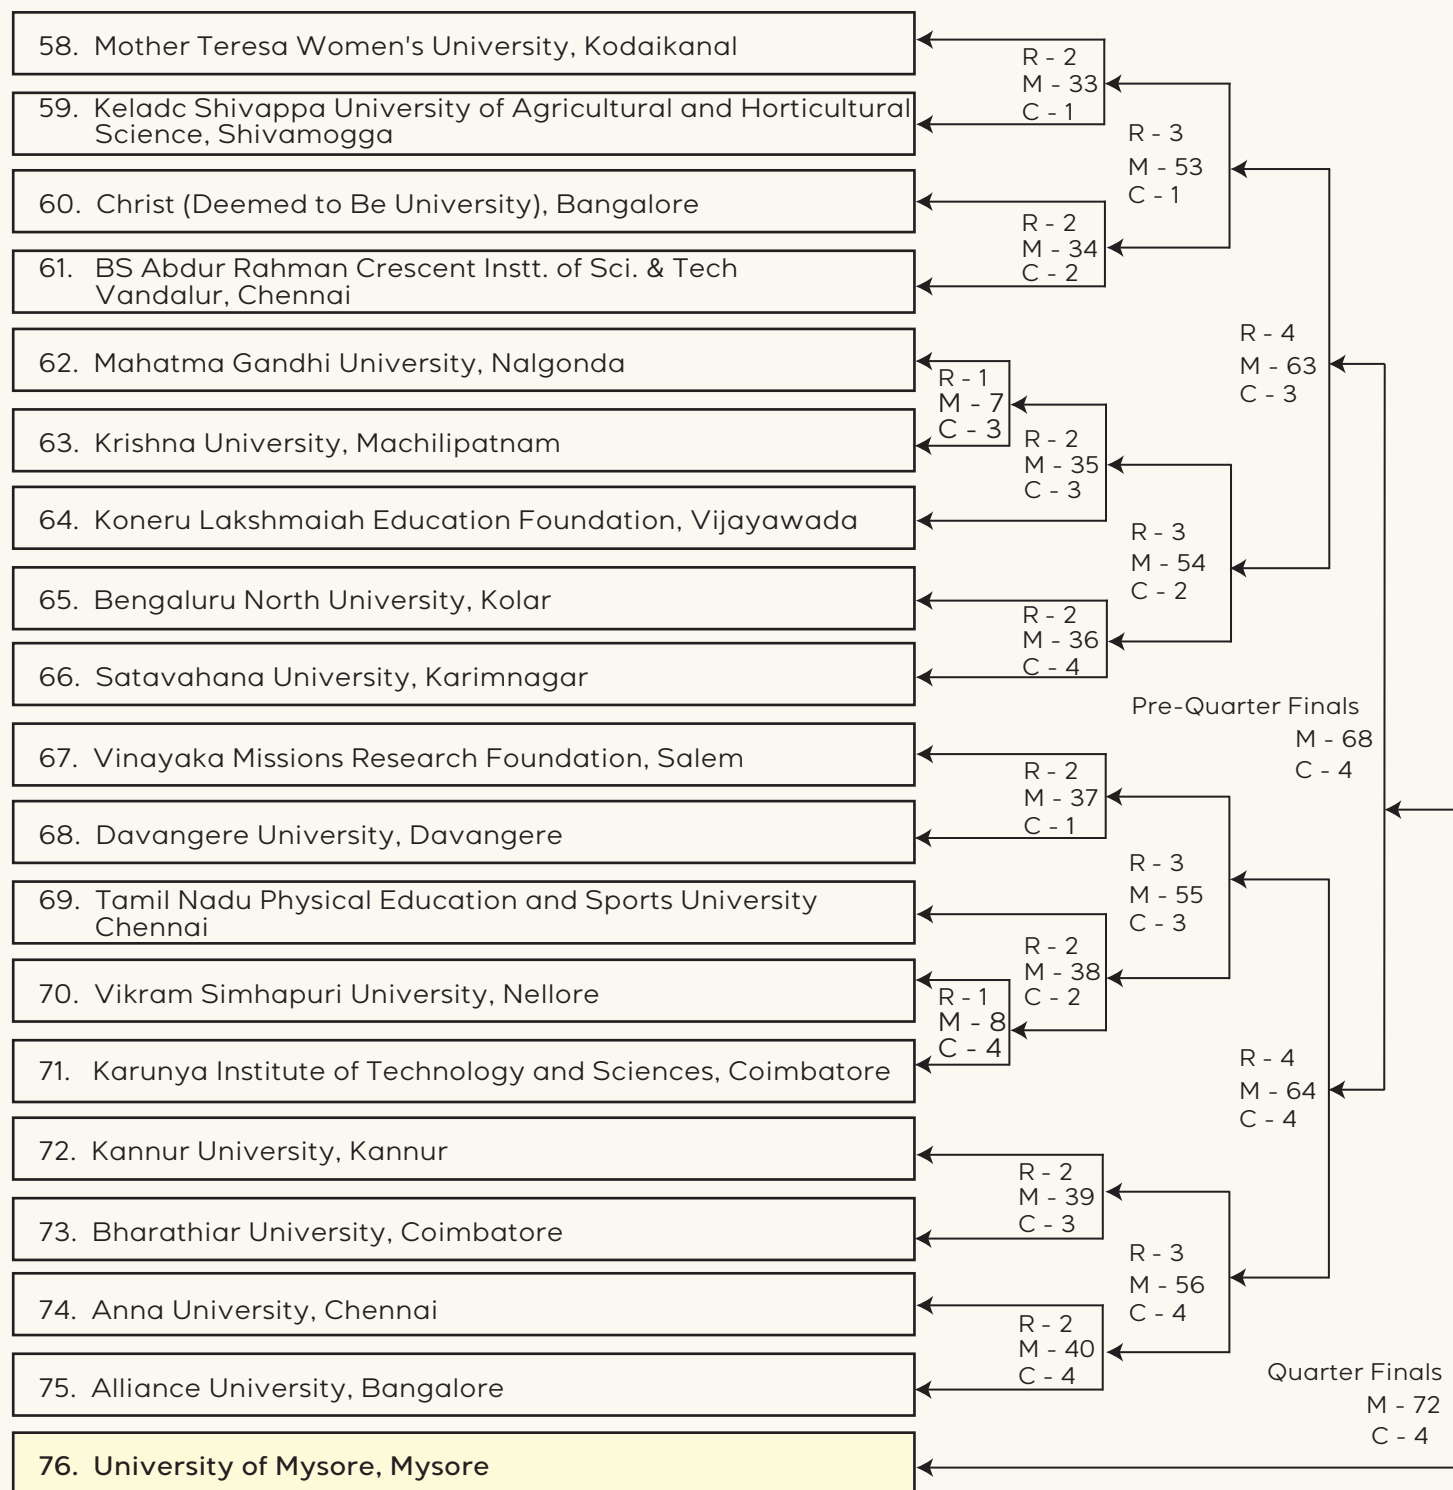 58. Mother Teresa Women's University, Kodaikanal
59. Keladc Shivappa University of Agricultural and Horticultural
Science, Shivamogga
60. Christ (Deemed to Be University), Bangalore
61. BS Abdur Rahman Crescent Instt. of Sci. & Tech
Vandalur, Chennai
62. Mahatma Gandhi University, Nalgonda
63. Krishna University, Machilipatnam
64. Koneru Lakshmaiah Education Foundation, Vijayawada
65. Bengaluru North University, Kolar
66. Satavahana University, Karimnagar
67. Vinayaka Missions Research Foundation, Salem
68. Davangere University, Davangere
69. Tamil Nadu Physical Education and Sports University
Chennai
70. Vikram Simhapuri University, Nellore
71. Karunya Institute of Technology and Sciences, Coimbatore
72. Kannur University, Kannur
73. Bharathiar University, Coimbatore
74. Anna University, Chennai
75. Alliance University, Bangalore
76. University of Mysore, Mysore
R - 1
M - 7
C - 3
R - 1
M - 8
C - 4
R - 2
M - 33
C - 1
R - 2
M - 34
C - 2
R - 2
M - 35
C - 3
R - 2
M - 36
C - 4
R - 2
M - 37
C - 1
R - 2
M - 38
C - 2
R - 2
M - 39
C - 3
R - 2
M - 40
C - 4
R - 3
M - 53
C - 1
R - 3
M - 54
C - 2
R - 3
M - 55
C - 3
R - 3
M - 56
C - 4
R - 4
M - 63
C - 3
R - 4
M - 64
C - 4
Pre-Quarter Finals
M - 68
C - 4
Quarter Finals
M - 72
C - 4